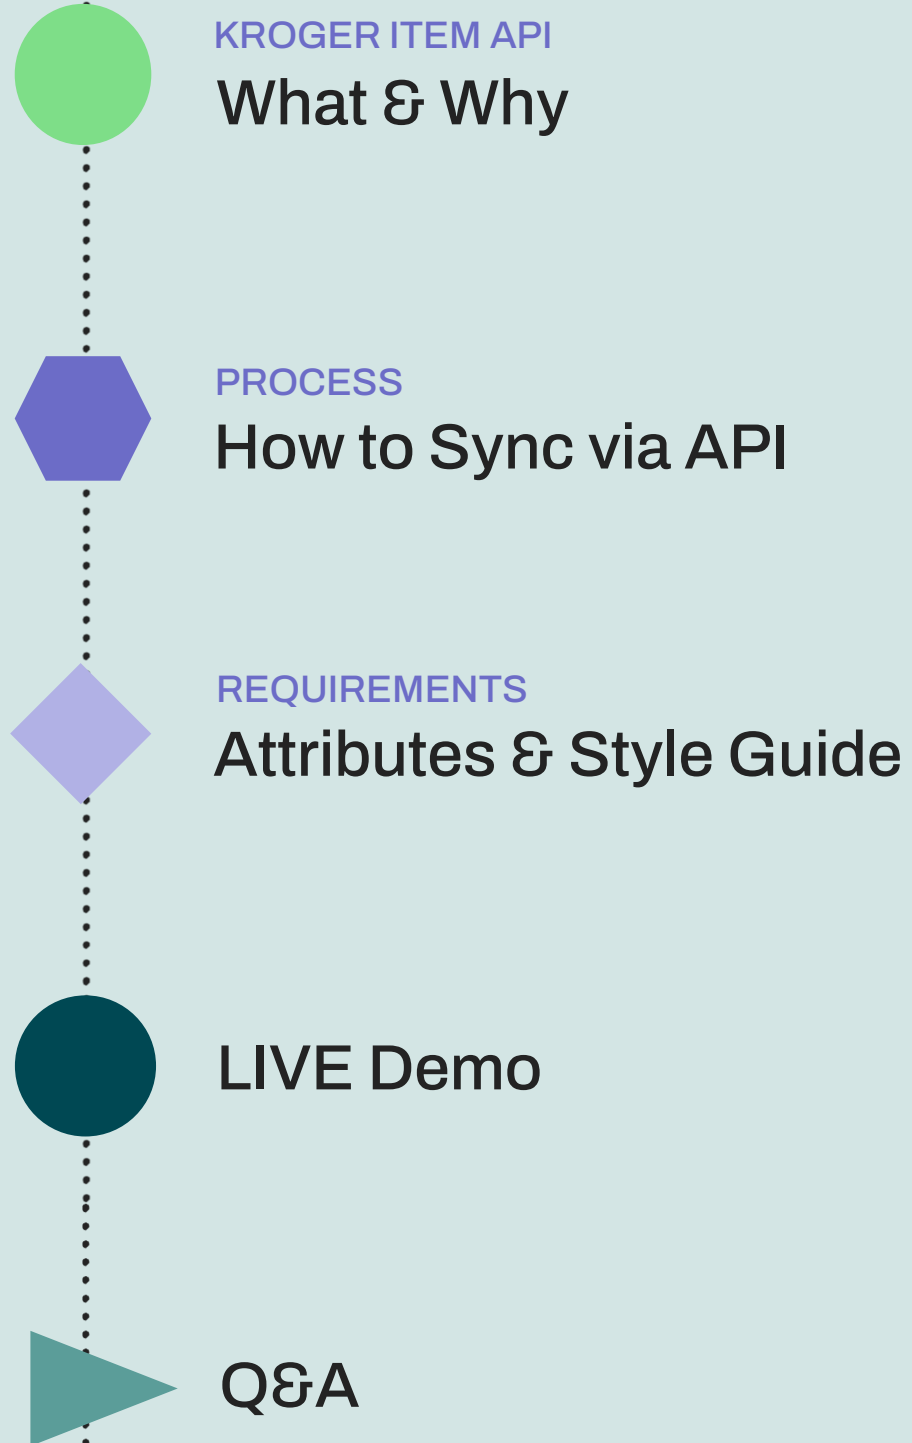 KROGER ITEM API
What & Why
PROCESS
How to Sync via API
REQUIREMENTS
Attributes & Style Guide
LIVE Demo
Q&A